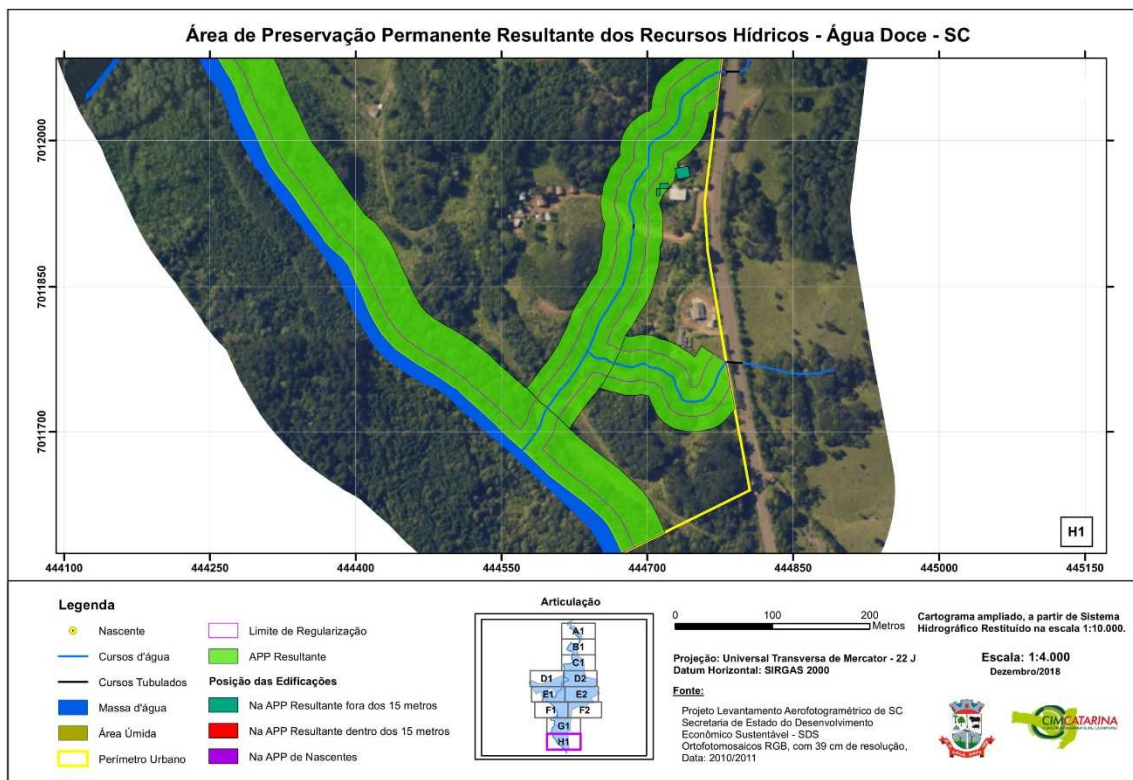 Área de Preservação Permanente Resultante dos Recursos Hídricos - Água Doce - SC
7012000
7011850
7011700
H1
444100
444250
444400
444550
444700
444850
445000
445150
Legenda
Nascente
Cursos d'água
Cursos Tubulados
Massa d'água
Área Úmida
Perímetro Urbano
Limite de Regularização
APP Resultante
Posição das Edificações
Na APP Resultante fora dos 15 metros
Na APP Resultante dentro dos 15 metros
Na APP de Nascentes
Articulação
A1
B1
C1
D1
D2
E1
E2
F1
F2
G1
H1
0
100
200
Metros
Projeção: Universal Transversa de Mercator - 22 J
Datum Horizontal: SIRGAS 2000
Fonte:
Projeto Levantamento Aerofotogramétrico de SC
Secretaria de Estado do Desenvolvimento
Econômico Sustentável - SDS
Ortofotomosaicos RGB, com 39 cm de resolução,
Data: 2010/2011
Cartograma ampliado, a partir de Sistema
Hidrográfico Restituído na escala 1:10.000.
Escala: 1:4.000
Dezembro/2018
CIMCATARINA